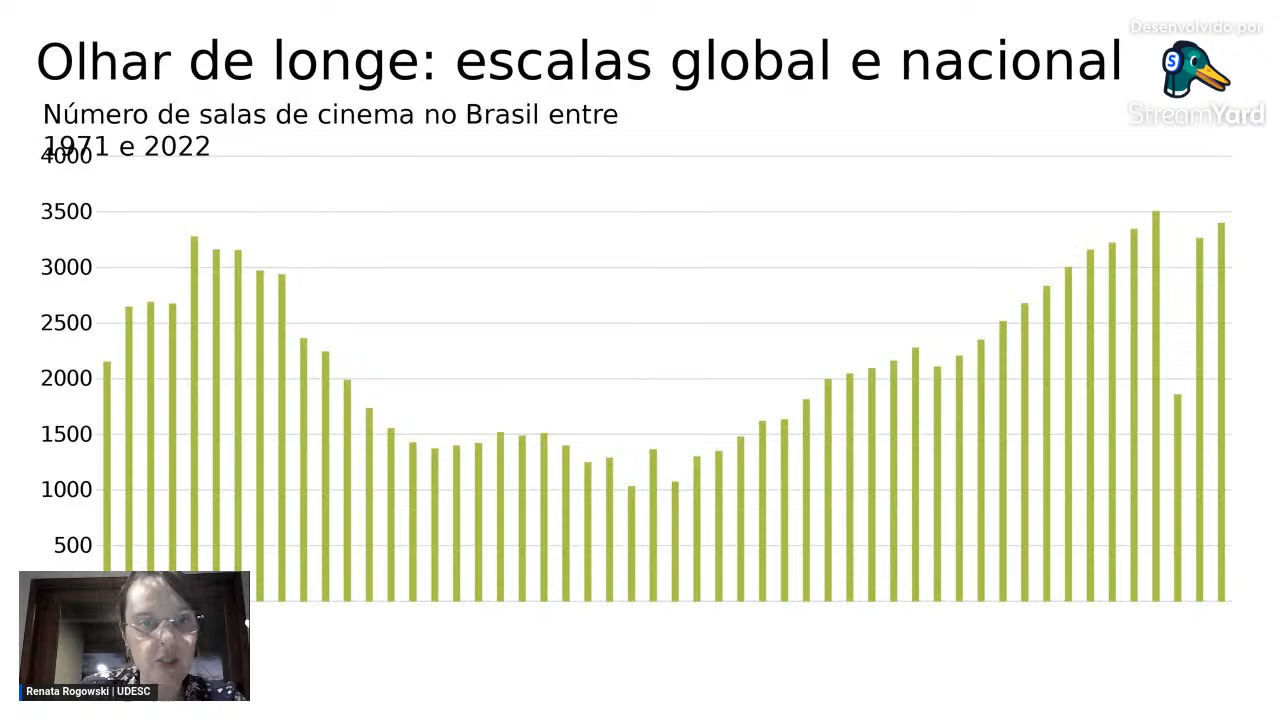 Desenvolvido por
StreamYard
Olhar de longe: escalas global e nacional
Número de salas de cinema no Brasil entre
1971 e 2022
4000
3500
3000
2500
2000
1500
1000
500
Renata Rogowski | UDESC